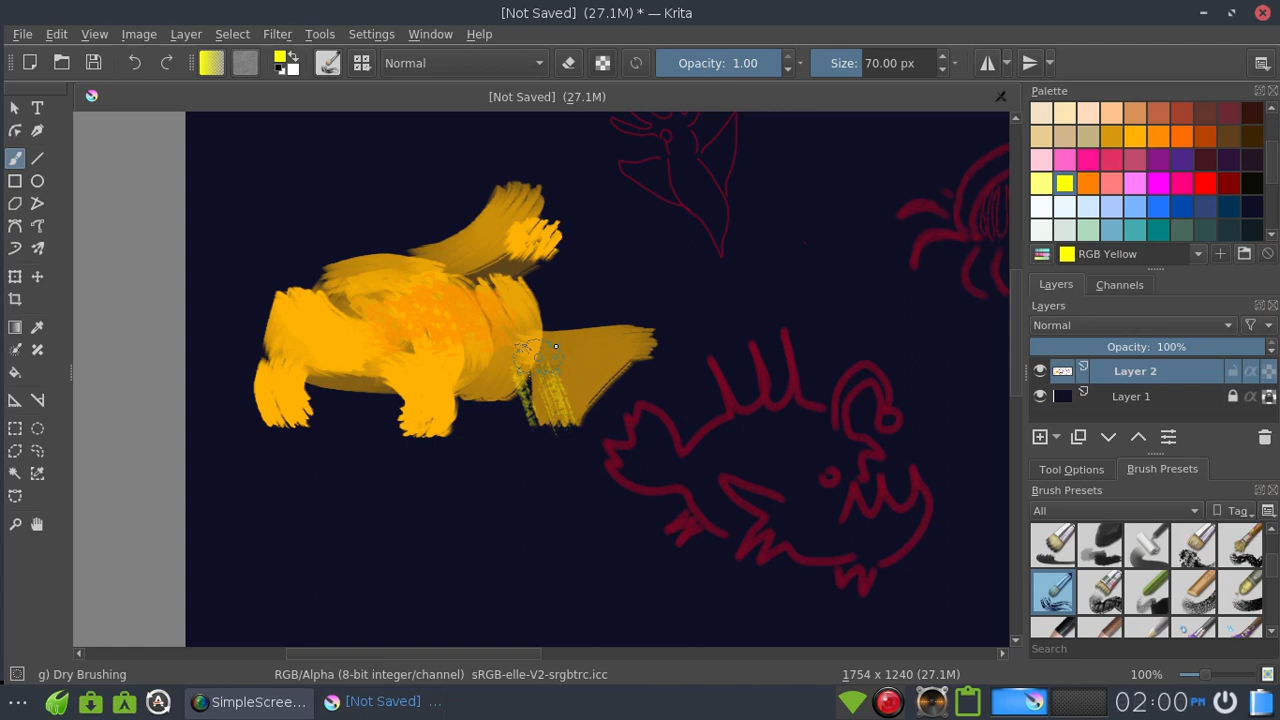 [Not Saved]  (27.1M) * — Krita
File Edit View Image Layer Select Filter Tools Settings Window Help
Normal
Opacity: 1.00
Size: 70.00 px
[Not Saved]  (27.1M)
Palette
RGB Yellow
Layers Channels
Layers
Normal
Opacity: 100%
Layer 2
Layer 1
Tool Options Brush Presets
Brush Presets
All
Tag
Search
g) Dry Brushing
RGB/Alpha (8-bit integer/channel)  sRGB-elle-V2-srgbtrc.icc
1754 x 1240 (27.1M)
100%
SimpleScree...
[Not Saved] ...
02:00 PM